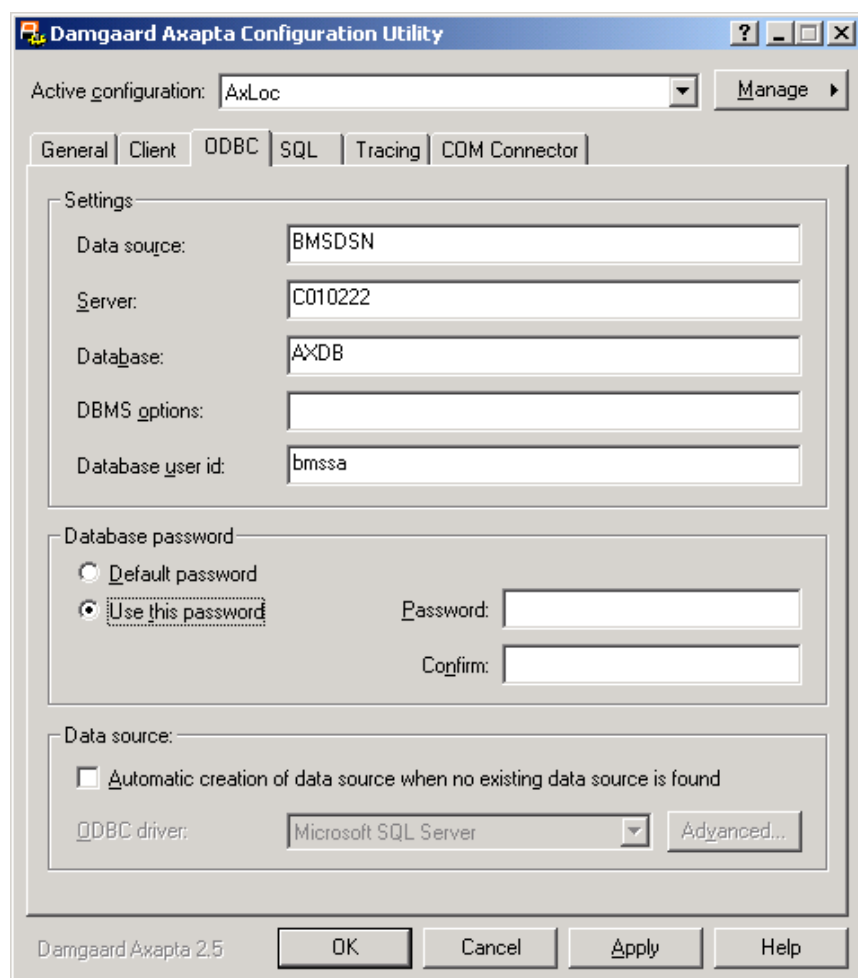 Damgaard Axapta Configuration Utility
Active configuration: AxLoc Manage
General Client ODBC SQL Tracing COM Connector
Settings
Data source: BMSDSN
Server: C010222
Database: AXDB
DBMS options:
Database user id: bmssa
Database password
Default password
Use this password Password:
Confirm:
Data source:
Automatic creation of data source when no existing data source is found
ODBC driver: Microsoft SQL Server Advanced...
Damgaard Axapta 2.5 OK Cancel Apply Help